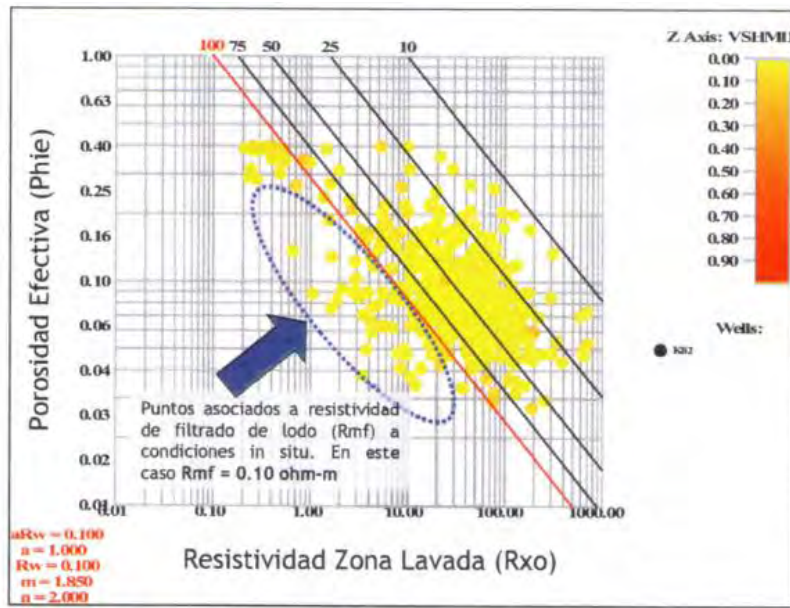 100 75 50 25 10
Z Axis: VSHMI
1.00
0.63
0.40
0.25
0.16
0.10
0.06
0.04
0.03
0.02
0.01
Porosidad Efectiva (Phie)
0.00
0.10
0.20
0.30
0.40
0.50
0.60
0.70
0.80
0.90
Wells:
Puntos asociados a resistividad
de filtrado de lodo (Rmf) a
condiciones in situ. En este
caso Rmf = 0.10 ohm-m
0.01 0.10 1.00 10.00 100.00 1000.00
Resistividad Zona Lavada (Rxo)
aRw = 0.100
a = 1.000
Rw = 0.100
m = 1.850
n = 2.000